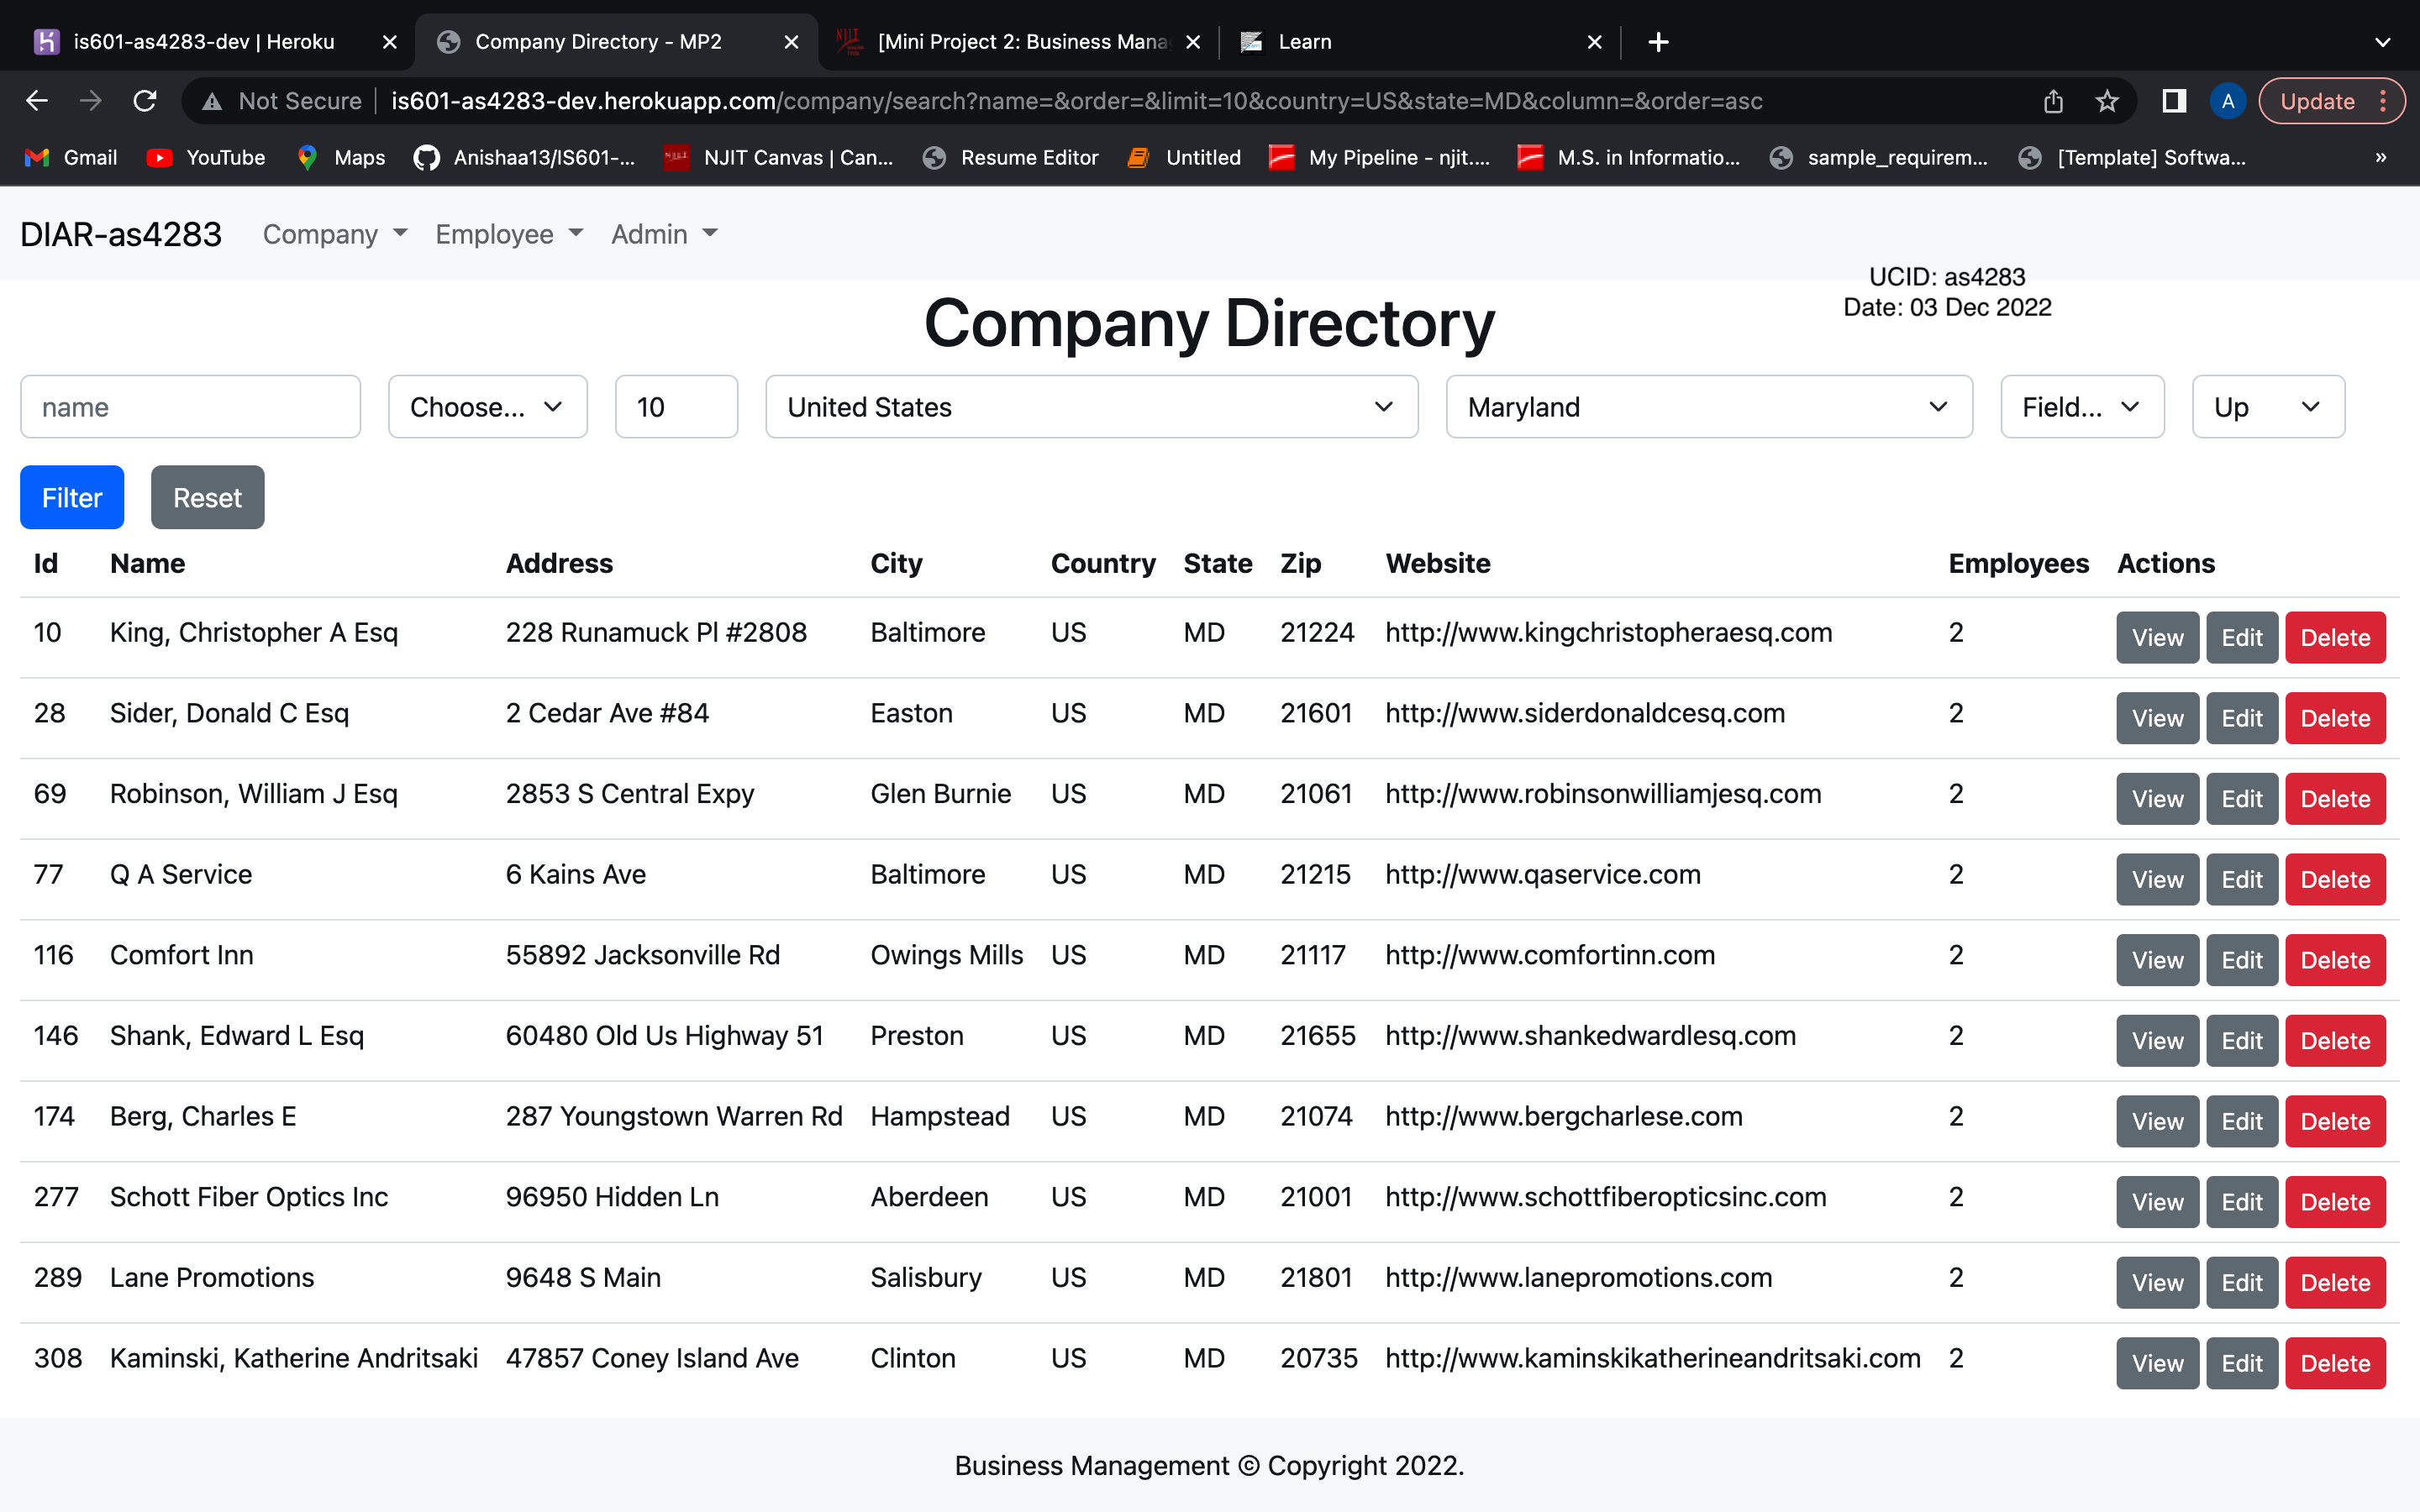 is601-as4283-dev | Heroku
Company Directory - MP2
[Mini Project 2: Business Mana
Learn
Not Secure
is601-as4283-dev.herokuapp.com/company/search?name=&order=&limit=10&country=US&state=MD&column=&order=asc
A
Update
Gmail
YouTube
Maps
Anishaa13/IS601-...
NJIT Canvas | Can...
Resume Editor
Untitled
My Pipeline - njit....
M.S. in Informatio...
sample_requirem...
[Template] Softwa...
»
DIAR-as4283 Company Employee Admin
UCID: as4283
Date: 03 Dec 2022
Company Directory
name Choose... 10 United States Maryland Field... Up
Filter Reset
Id Name Address City Country State Zip Website Employees Actions
10 King, Christopher A Esq 228 Runamuck Pl #2808 Baltimore US MD 21224 http://www.kingchristopheraesq.com 2 View Edit Delete
28 Sider, Donald C Esq 2 Cedar Ave #84 Easton US MD 21601 http://www.siderdonaldcesq.com 2 View Edit Delete
69 Robinson, William J Esq 2853 S Central Expy Glen Burnie US MD 21061 http://www.robinsonwilliamjesq.com 2 View Edit Delete
77 Q A Service 6 Kains Ave Baltimore US MD 21215 http://www.qaservice.com 2 View Edit Delete
116 Comfort Inn 55892 Jacksonville Rd Owings Mills US MD 21117 http://www.comfortinn.com 2 View Edit Delete
146 Shank, Edward L Esq 60480 Old Us Highway 51 Preston US MD 21655 http://www.shankedwardlesq.com 2 View Edit Delete
174 Berg, Charles E 287 Youngstown Warren Rd Hampstead US MD 21074 http://www.bergcharlese.com 2 View Edit Delete
277 Schott Fiber Optics Inc 96950 Hidden Ln Aberdeen US MD 21001 http://www.schottfiberopticsinc.com 2 View Edit Delete
289 Lane Promotions 9648 S Main Salisbury US MD 21801 http://www.lanepromotions.com 2 View Edit Delete
308 Kaminski, Katherine Andritsaki 47857 Coney Island Ave Clinton US MD 20735 http://www.kaminskikatherineandritsaki.com 2 View Edit Delete
Business Management © Copyright 2022.